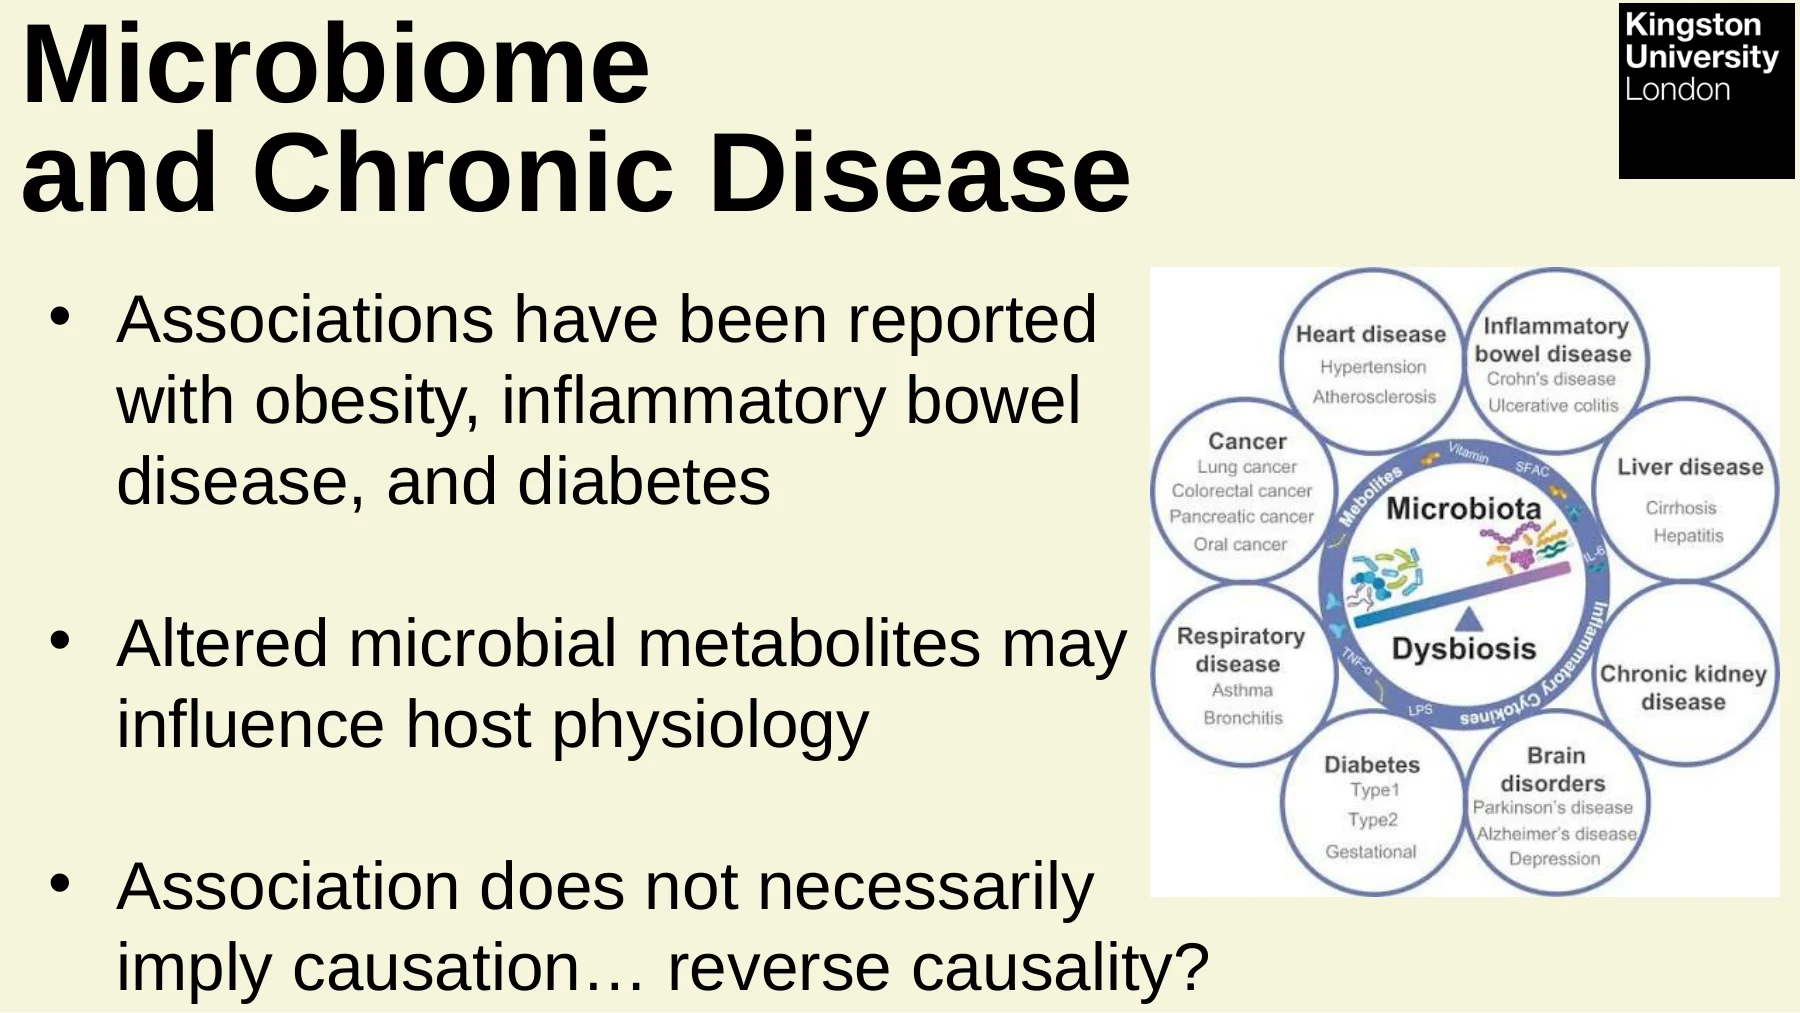 Microbiome
and Chronic Disease
Kingston
University
London
• Associations have been reported
with obesity, inflammatory bowel
disease, and diabetes
• Altered microbial metabolites may
influence host physiology
• Association does not necessarily
imply causation… reverse causality?
Heart disease
Hypertension
Atherosclerosis
Inflammatory
bowel disease
Crohn's disease
Ulcerative colitis
Cancer
Lung cancer
Colorectal cancer
Pancreatic cancer
Oral cancer
Liver disease
Cirrhosis
Hepatitis
Respiratory
disease
Asthma
Bronchitis
Chronic kidney
disease
Diabetes
Type1
Type2
Gestational
Brain
disorders
Parkinson's disease
Alzheimer's disease
Depression
Mebolites
Vitamin
SFAC
IL-6
Inflammatory Cytokines
LPS
TNF-α
Microbiota
Dysbiosis